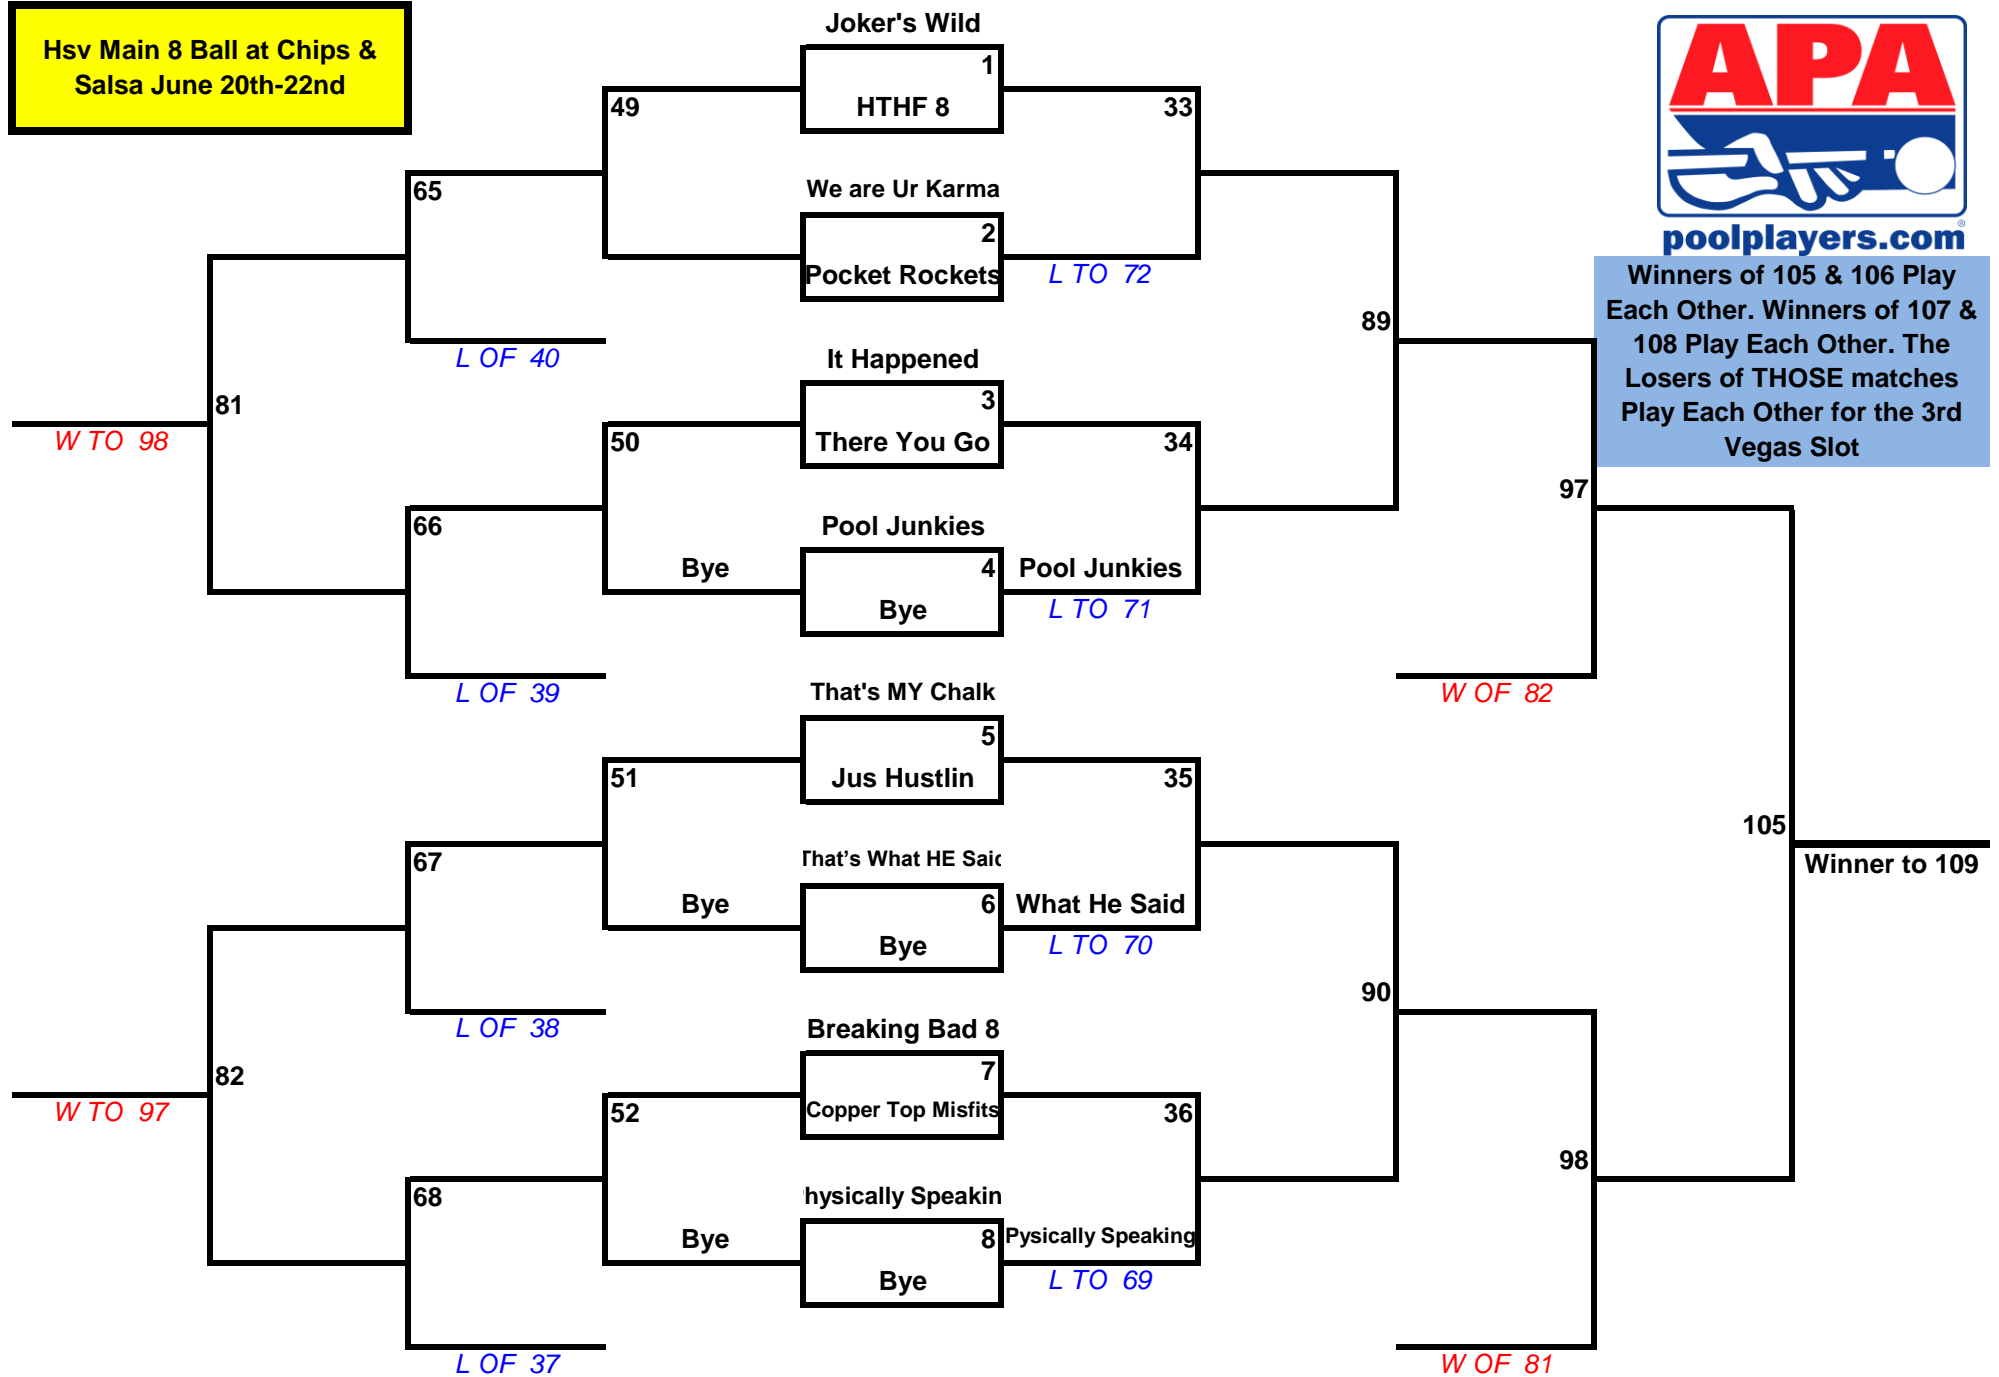 Hsv Main 8 Ball at Chips &
Salsa June 20th-22nd
Joker's Wild
1
HTHF 8
49
33
65
We are Ur Karma
2
Pocket Rockets
L TO 72
L OF 40
89
It Happened
3
There You Go
81
W TO 98
50
34
97
66
Pool Junkies
Bye
4
Pool Junkies
Bye
L TO 71
L OF 39
W OF 82
That's MY Chalk
5
Jus Hustlin
51
35
105
Winner to 109
67
That's What HE Said
Bye
6
What He Said
Bye
L TO 70
90
L OF 38
Breaking Bad 8
7
Copper Top Misfits
82
W TO 97
52
36
98
68
hysically Speakin
Bye
8
Pysically Speaking
Bye
L TO 69
L OF 37
W OF 81
APA
poolplayers.com
®
Winners of 105 & 106 Play
Each Other. Winners of 107 &
108 Play Each Other. The
Losers of THOSE matches
Play Each Other for the 3rd
Vegas Slot